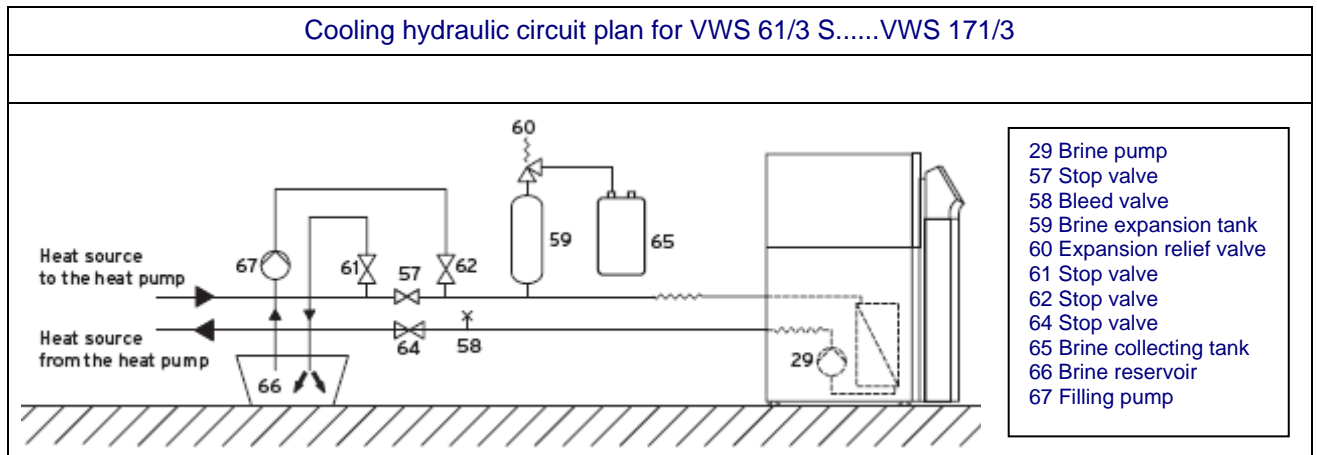 Cooling hydraulic circuit plan for VWS 61/3 S......VWS 171/3
60
59
65
Heat source
to the heat pump
67
61
57
62
Heat source
from the heat pump
64
58
66
29
29 Brine pump
57 Stop valve
58 Bleed valve
59 Brine expansion tank
60 Expansion relief valve
61 Stop valve
62 Stop valve
64 Stop valve
65 Brine collecting tank
66 Brine reservoir
67 Filling pump